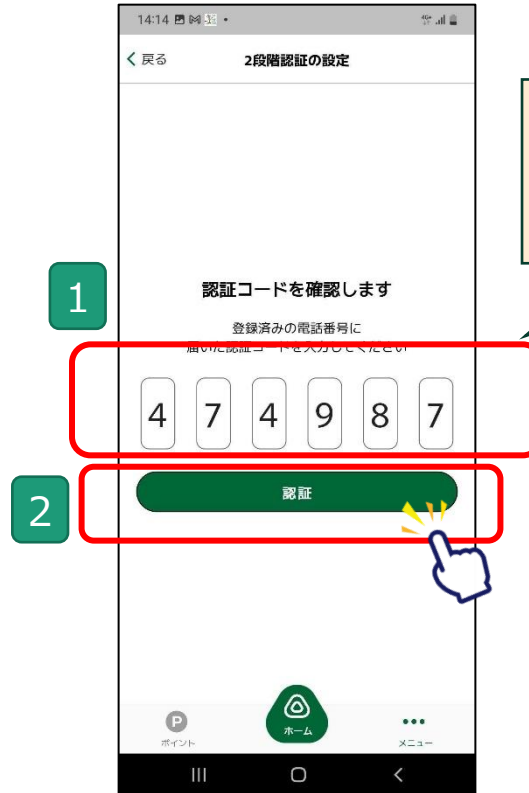 14:14
戻る
2段階認証の設定
1
認証コードを確認します
登録済みの電話番号に
届いた認証コードを入力してください
4 7 4 9 8 7
2
認証
P
ポイント
ホーム
メニュー